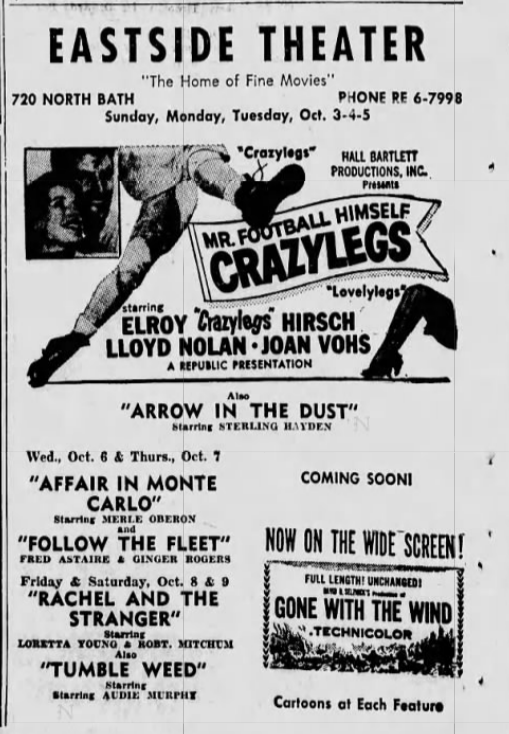 EASTSIDE THEATER
"The Home of Fine Movies"
720 NORTH BATH PHONE RE 6-7998
Sunday, Monday, Tuesday, Oct. 3-4-5
"Crazylegs"
HALL BARTLETT
PRODUCTIONS, INC.
Presents
MR. FOOTBALL HIMSELF
CRAZYLEGS
"Lovelylegs"
starring
ELROY "Crazylegs" HIRSCH
LLOYD NOLAN • JOAN VOHS
A REPUBLIC PRESENTATION
Also
"ARROW IN THE DUST"
Starring STERLING HAYDEN
Wed., Oct. 6 & Thurs., Oct. 7
"AFFAIR IN MONTE
CARLO"
Starring MERLE OBERON
and
"FOLLOW THE FLEET"
FRED ASTAIRE & GINGER ROGERS
Friday & Saturday, Oct. 8 & 9
"RACHEL AND THE
STRANGER"
Starring
LORETTA YOUNG & ROBT. MITCHUM
Also
"TUMBLE WEED"
Starring
Starring AUDIE MURPHY
COMING SOON!
NOW ON THE WIDE SCREEN!
FULL LENGTH! UNCHANGED!
DAVID O. SELZNICK'S Production of
GONE WITH THE WIND
TECHNICOLOR
Cartoons at Each Feature